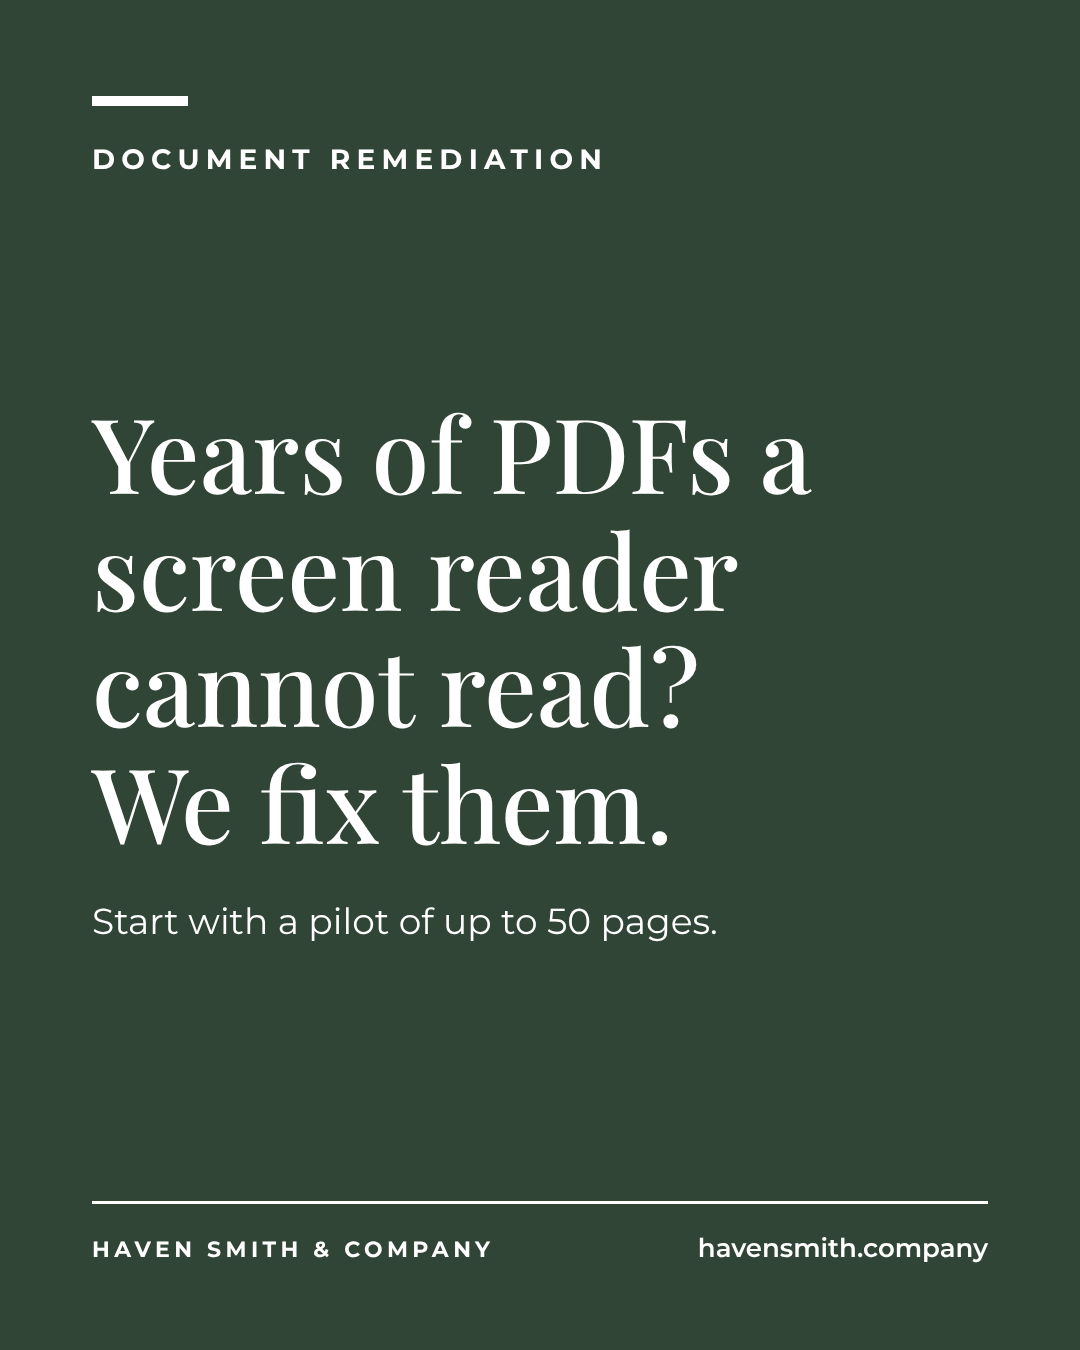 DOCUMENT REMEDIATION
Years of PDFs a
screen reader
cannot read?
We fix them.
Start with a pilot of up to 50 pages.
HAVEN SMITH & COMPANY
havensmith.company